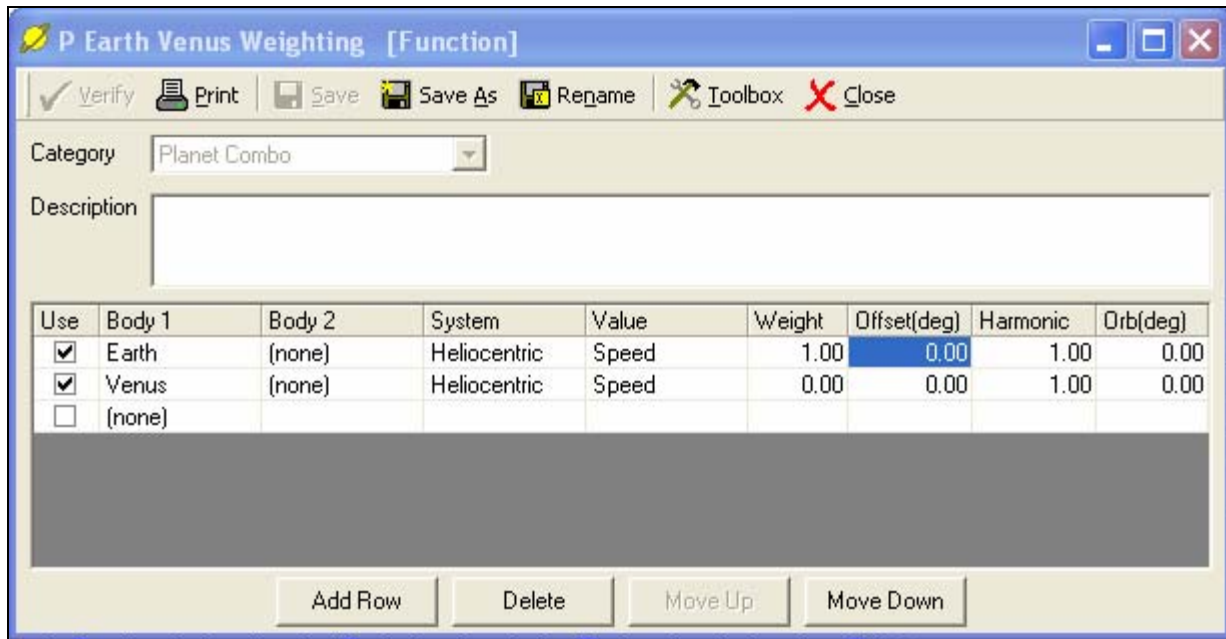 P Earth Venus Weighting [Function]
Verify Print Save Save As Rename Toolbox Close
Category Planet Combo
Description
Use Body 1 Body 2 System Value Weight Offset(deg) Harmonic Orb(deg)
Earth (none) Heliocentric Speed 1.00 0.00 1.00 0.00
Venus (none) Heliocentric Speed 0.00 0.00 1.00 0.00
(none)
Add Row Delete Move Up Move Down